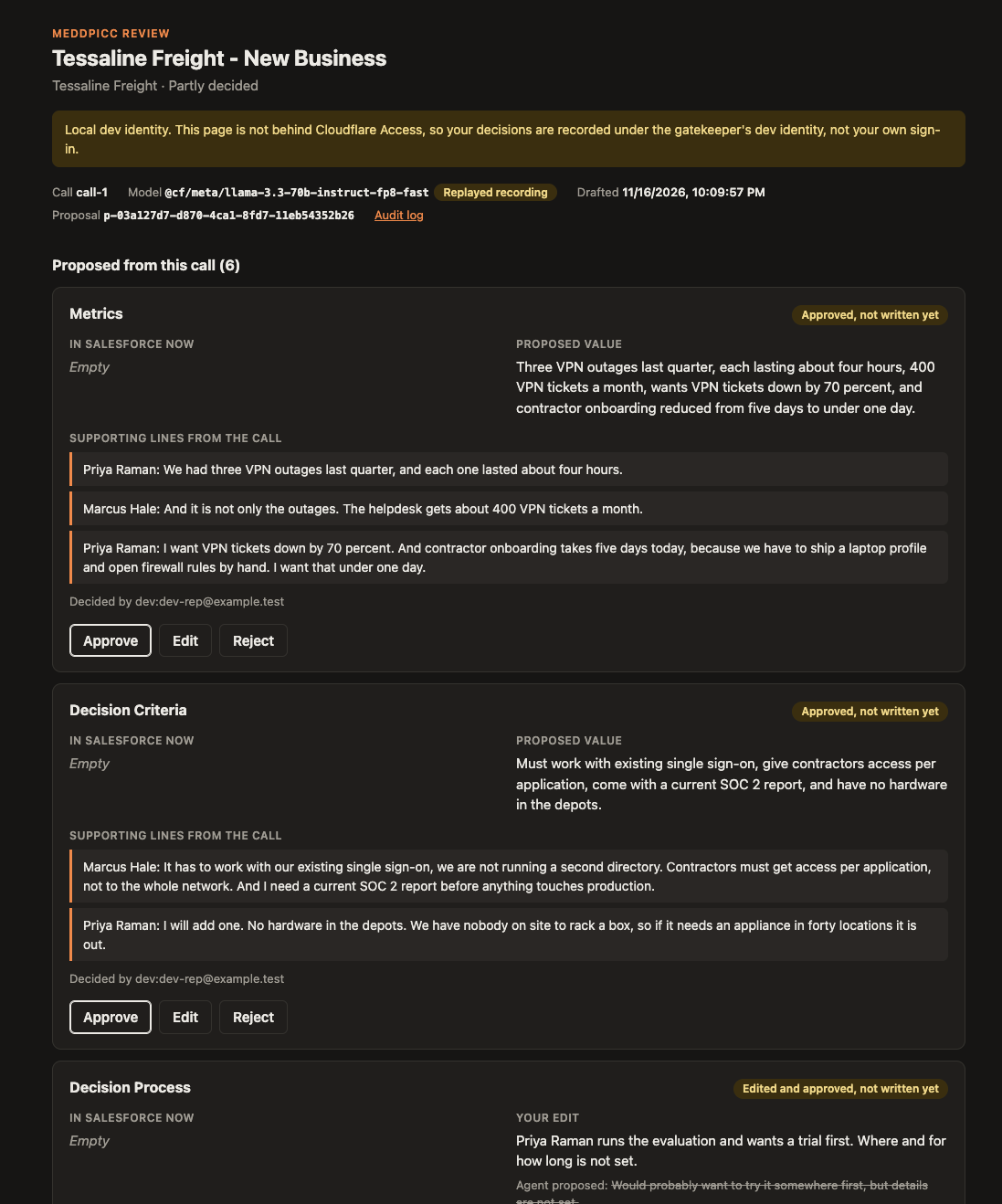 MEDDPICC REVIEW
Tessaline Freight - New Business
Tessaline Freight · Partly decided
Local dev identity. This page is not behind Cloudflare Access, so your decisions are recorded under the gatekeeper's dev identity, not your own sign-
in.
Call call-1 Model @cf/meta/llama-3.3-70b-instruct-fp8-fast Replayed recording Drafted 11/16/2026, 10:09:57 PM
Proposal p-03a127d7-d870-4ca1-8fd7-11eb54352b26 Audit log
Proposed from this call (6)
Metrics
Approved, not written yet
IN SALESFORCE NOW
Empty
PROPOSED VALUE
Three VPN outages last quarter, each lasting about four hours, 400
VPN tickets a month, wants VPN tickets down by 70 percent, and
contractor onboarding reduced from five days to under one day.
SUPPORTING LINES FROM THE CALL
Priya Raman: We had three VPN outages last quarter, and each one lasted about four hours.
Marcus Hale: And it is not only the outages. The helpdesk gets about 400 VPN tickets a month.
Priya Raman: I want VPN tickets down by 70 percent. And contractor onboarding takes five days today, because we have to ship a laptop profile
and open firewall rules by hand. I want that under one day.
Decided by dev:dev-rep@example.test
Approve Edit Reject
Decision Criteria
Approved, not written yet
IN SALESFORCE NOW
Empty
PROPOSED VALUE
Must work with existing single sign-on, give contractors access per
application, come with a current SOC 2 report, and have no hardware
in the depots.
SUPPORTING LINES FROM THE CALL
Marcus Hale: It has to work with our existing single sign-on, we are not running a second directory. Contractors must get access per application,
not to the whole network. And I need a current SOC 2 report before anything touches production.
Priya Raman: I will add one. No hardware in the depots. We have nobody on site to rack a box, so if it needs an appliance in forty locations it is
out.
Decided by dev:dev-rep@example.test
Approve Edit Reject
Decision Process
Edited and approved, not written yet
IN SALESFORCE NOW
Empty
YOUR EDIT
Priya Raman runs the evaluation and wants a trial first. Where and for
how long is not set.
Agent proposed: Would probably want to try it somewhere first, but details
are not set.